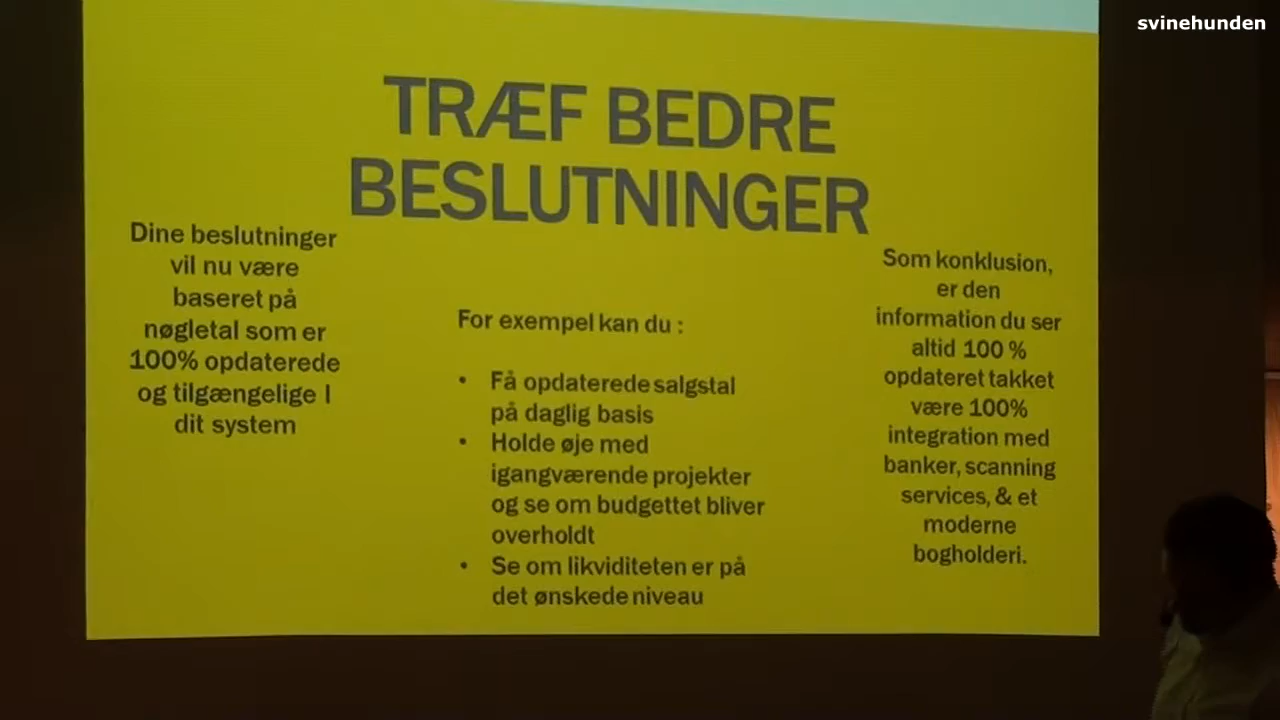 svinehunden
TRÆF BEDRE
BESLUTNINGER
Dine beslutninger
vil nu være
baseret på
nøgletal som er
100% opdaterede
og tilgængelige I
dit system
For exempel kan du :
• Få opdaterede salgstal
på daglig basis
• Holde øje med
igangværende projekter
og se om budgettet bliver
overholdt
• Se om likviditeten er på
det ønskede niveau
Som konklusion,
er den
information du ser
altid 100 %
opdateret takket
være 100%
integration med
banker, scanning
services, & et
moderne
bogholderi.